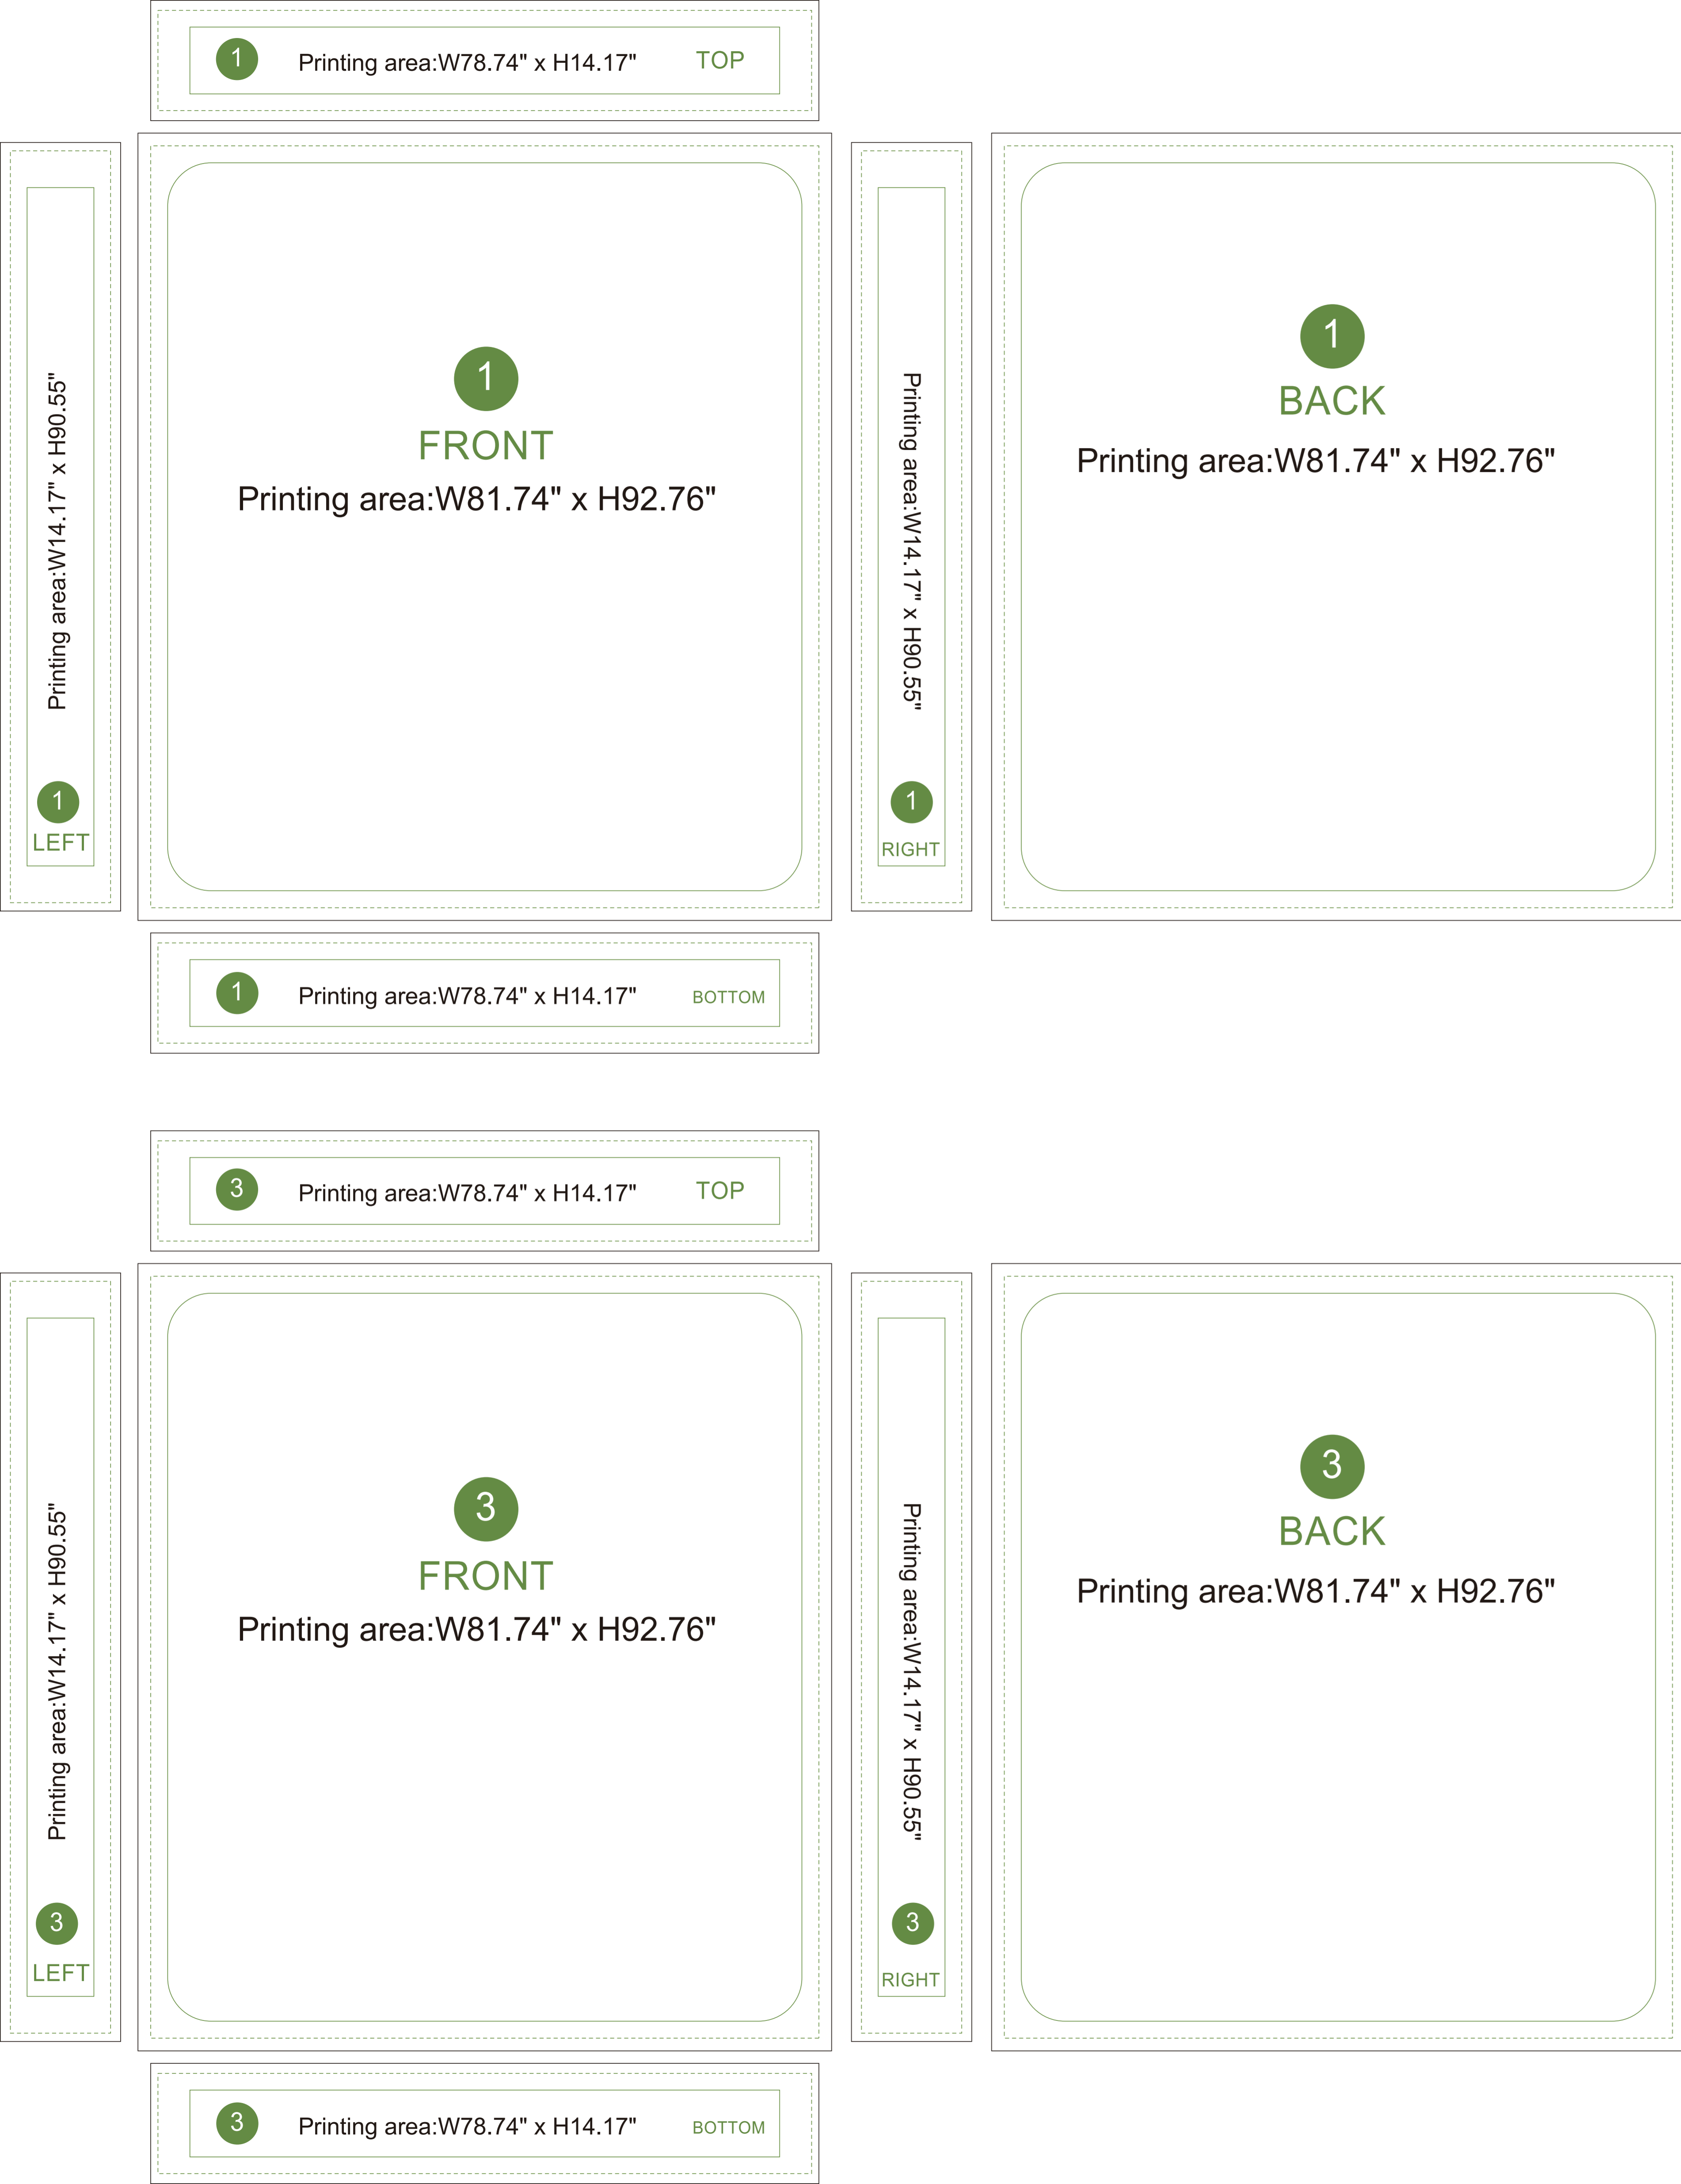 1 Printing area:W78.74" x H14.17" TOP
Printing area:W14.17" x H90.55"
1
LEFT
1
FRONT
Printing area:W81.74" x H92.76"
Printing area:W14.17" x H90.55"
1
RIGHT
1
BACK
Printing area:W81.74" x H92.76"
1 Printing area:W78.74" x H14.17" BOTTOM
3 Printing area:W78.74" x H14.17" TOP
Printing area:W14.17" x H90.55"
3
LEFT
3
FRONT
Printing area:W81.74" x H92.76"
Printing area:W14.17" x H90.55"
3
RIGHT
3
BACK
Printing area:W81.74" x H92.76"
3 Printing area:W78.74" x H14.17" BOTTOM